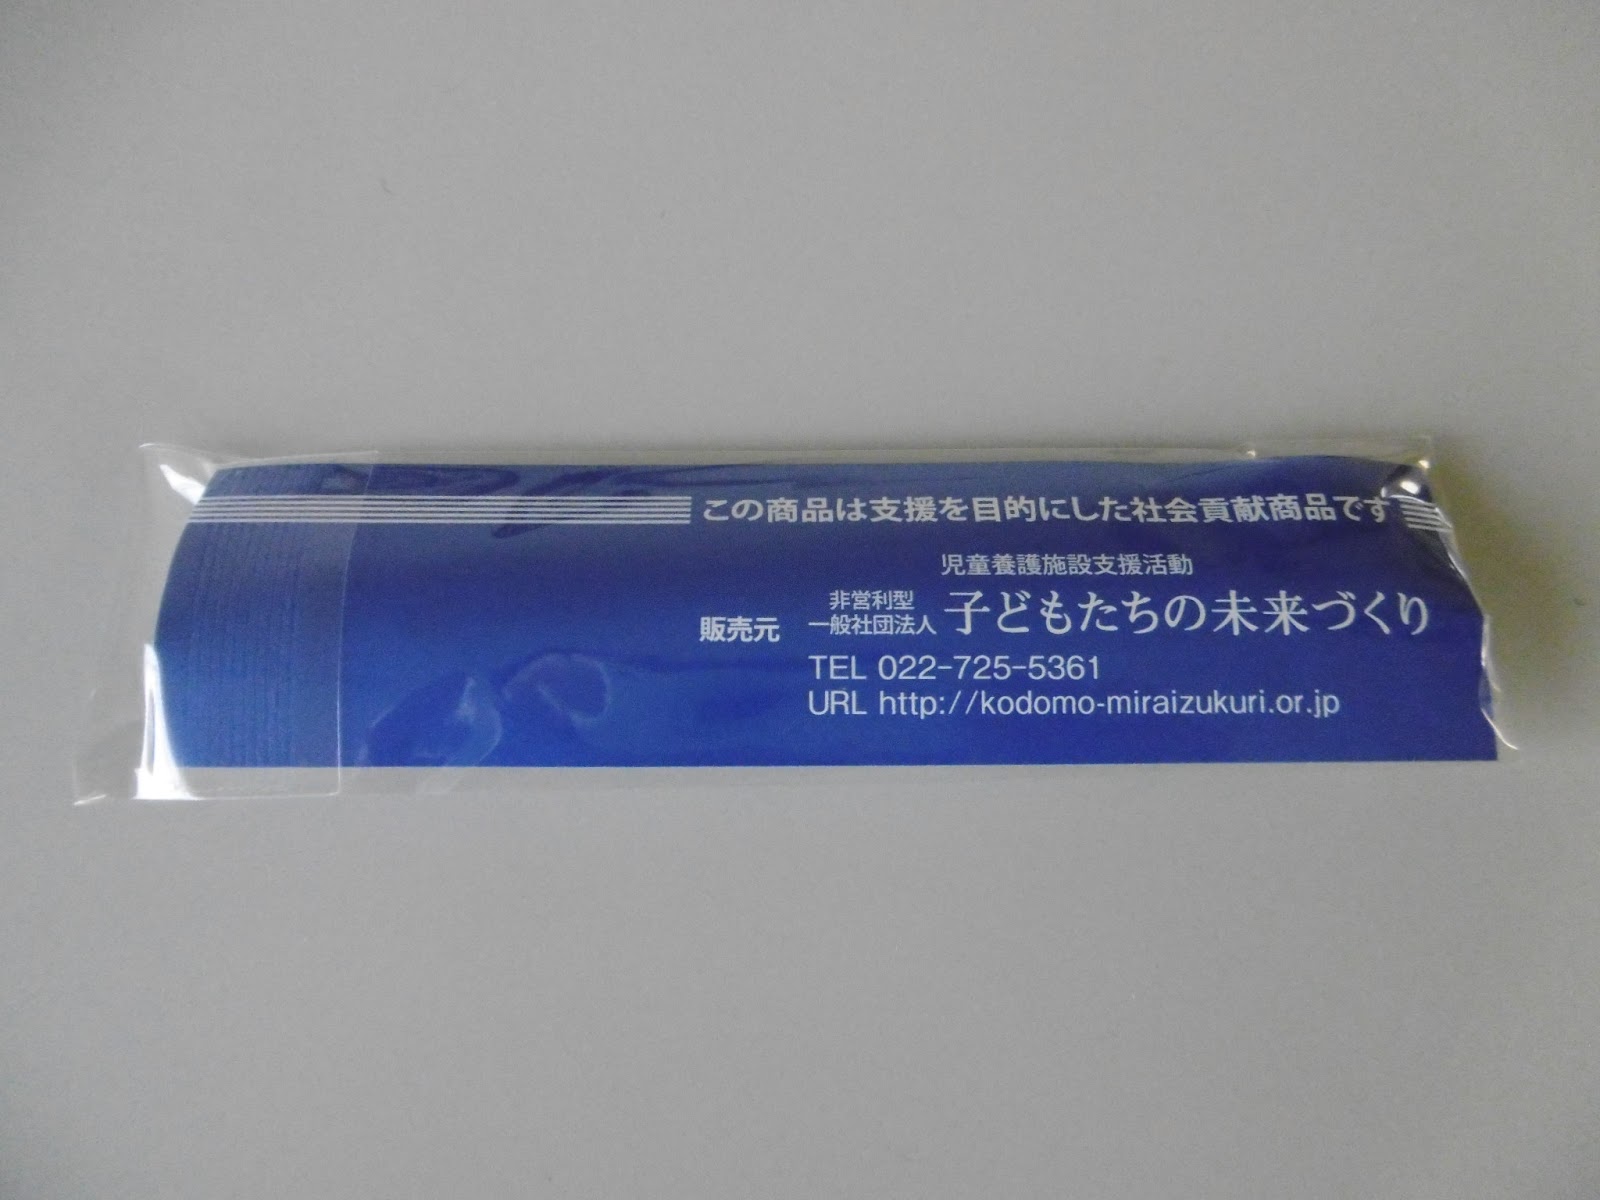 この商品は支援を目的にした社会貢献商品です
児童養護施設支援活動
販売元 非営利型一般社団法人 子どもたちの未来づくり
TEL 022-725-5361
URL http://kodomo-miraizukuri.or.jp